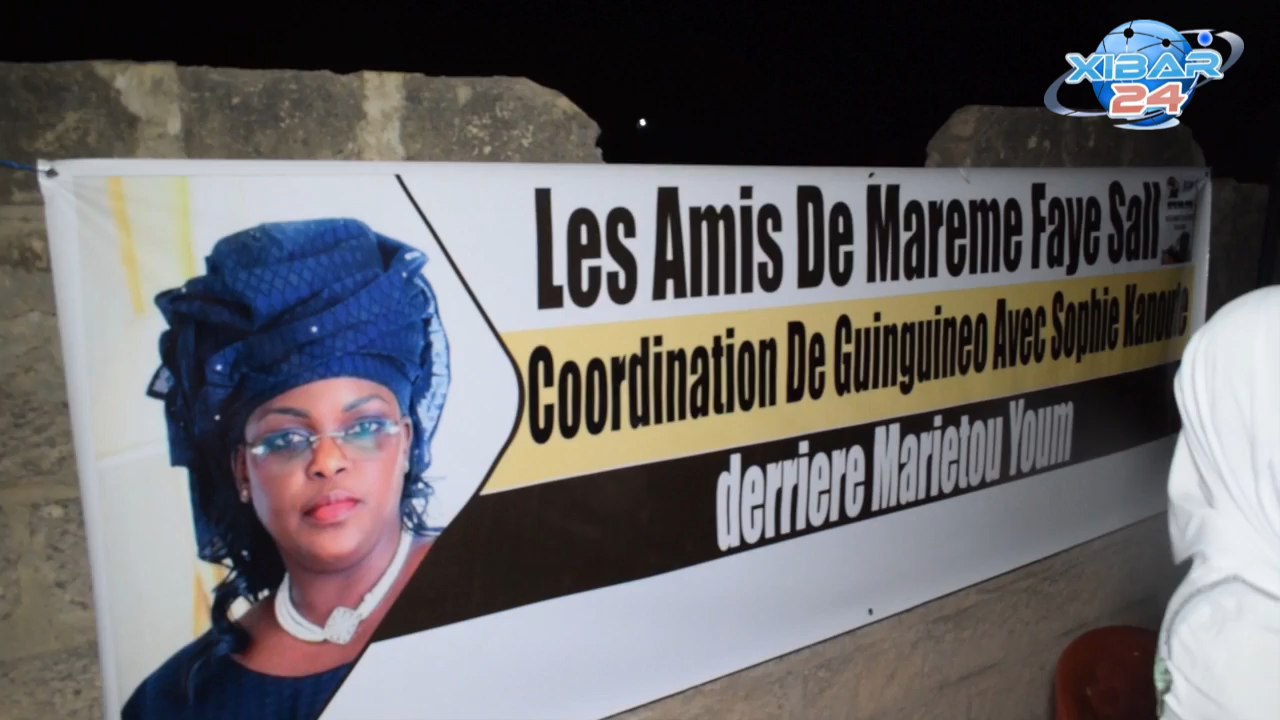 XIBAR
24
Les Amis De Mareme Faye Sall
Coordination De Guinguineo Avec Sophie Kanoute
derriere Marietou Youm